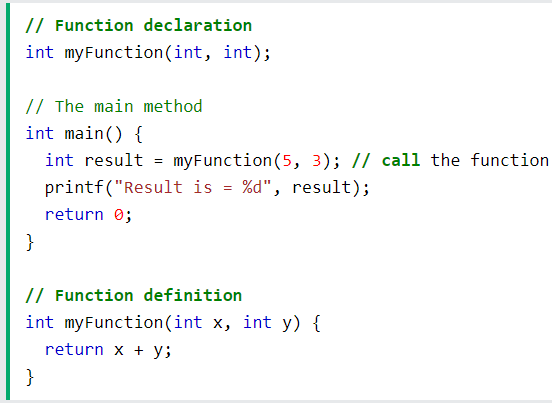 // Function declaration
int myFunction(int, int);
// The main method
int main() {
  int result = myFunction(5, 3); // call the function
  printf("Result is = %d", result);
  return 0;
}
// Function definition
int myFunction(int x, int y) {
  return x + y;
}